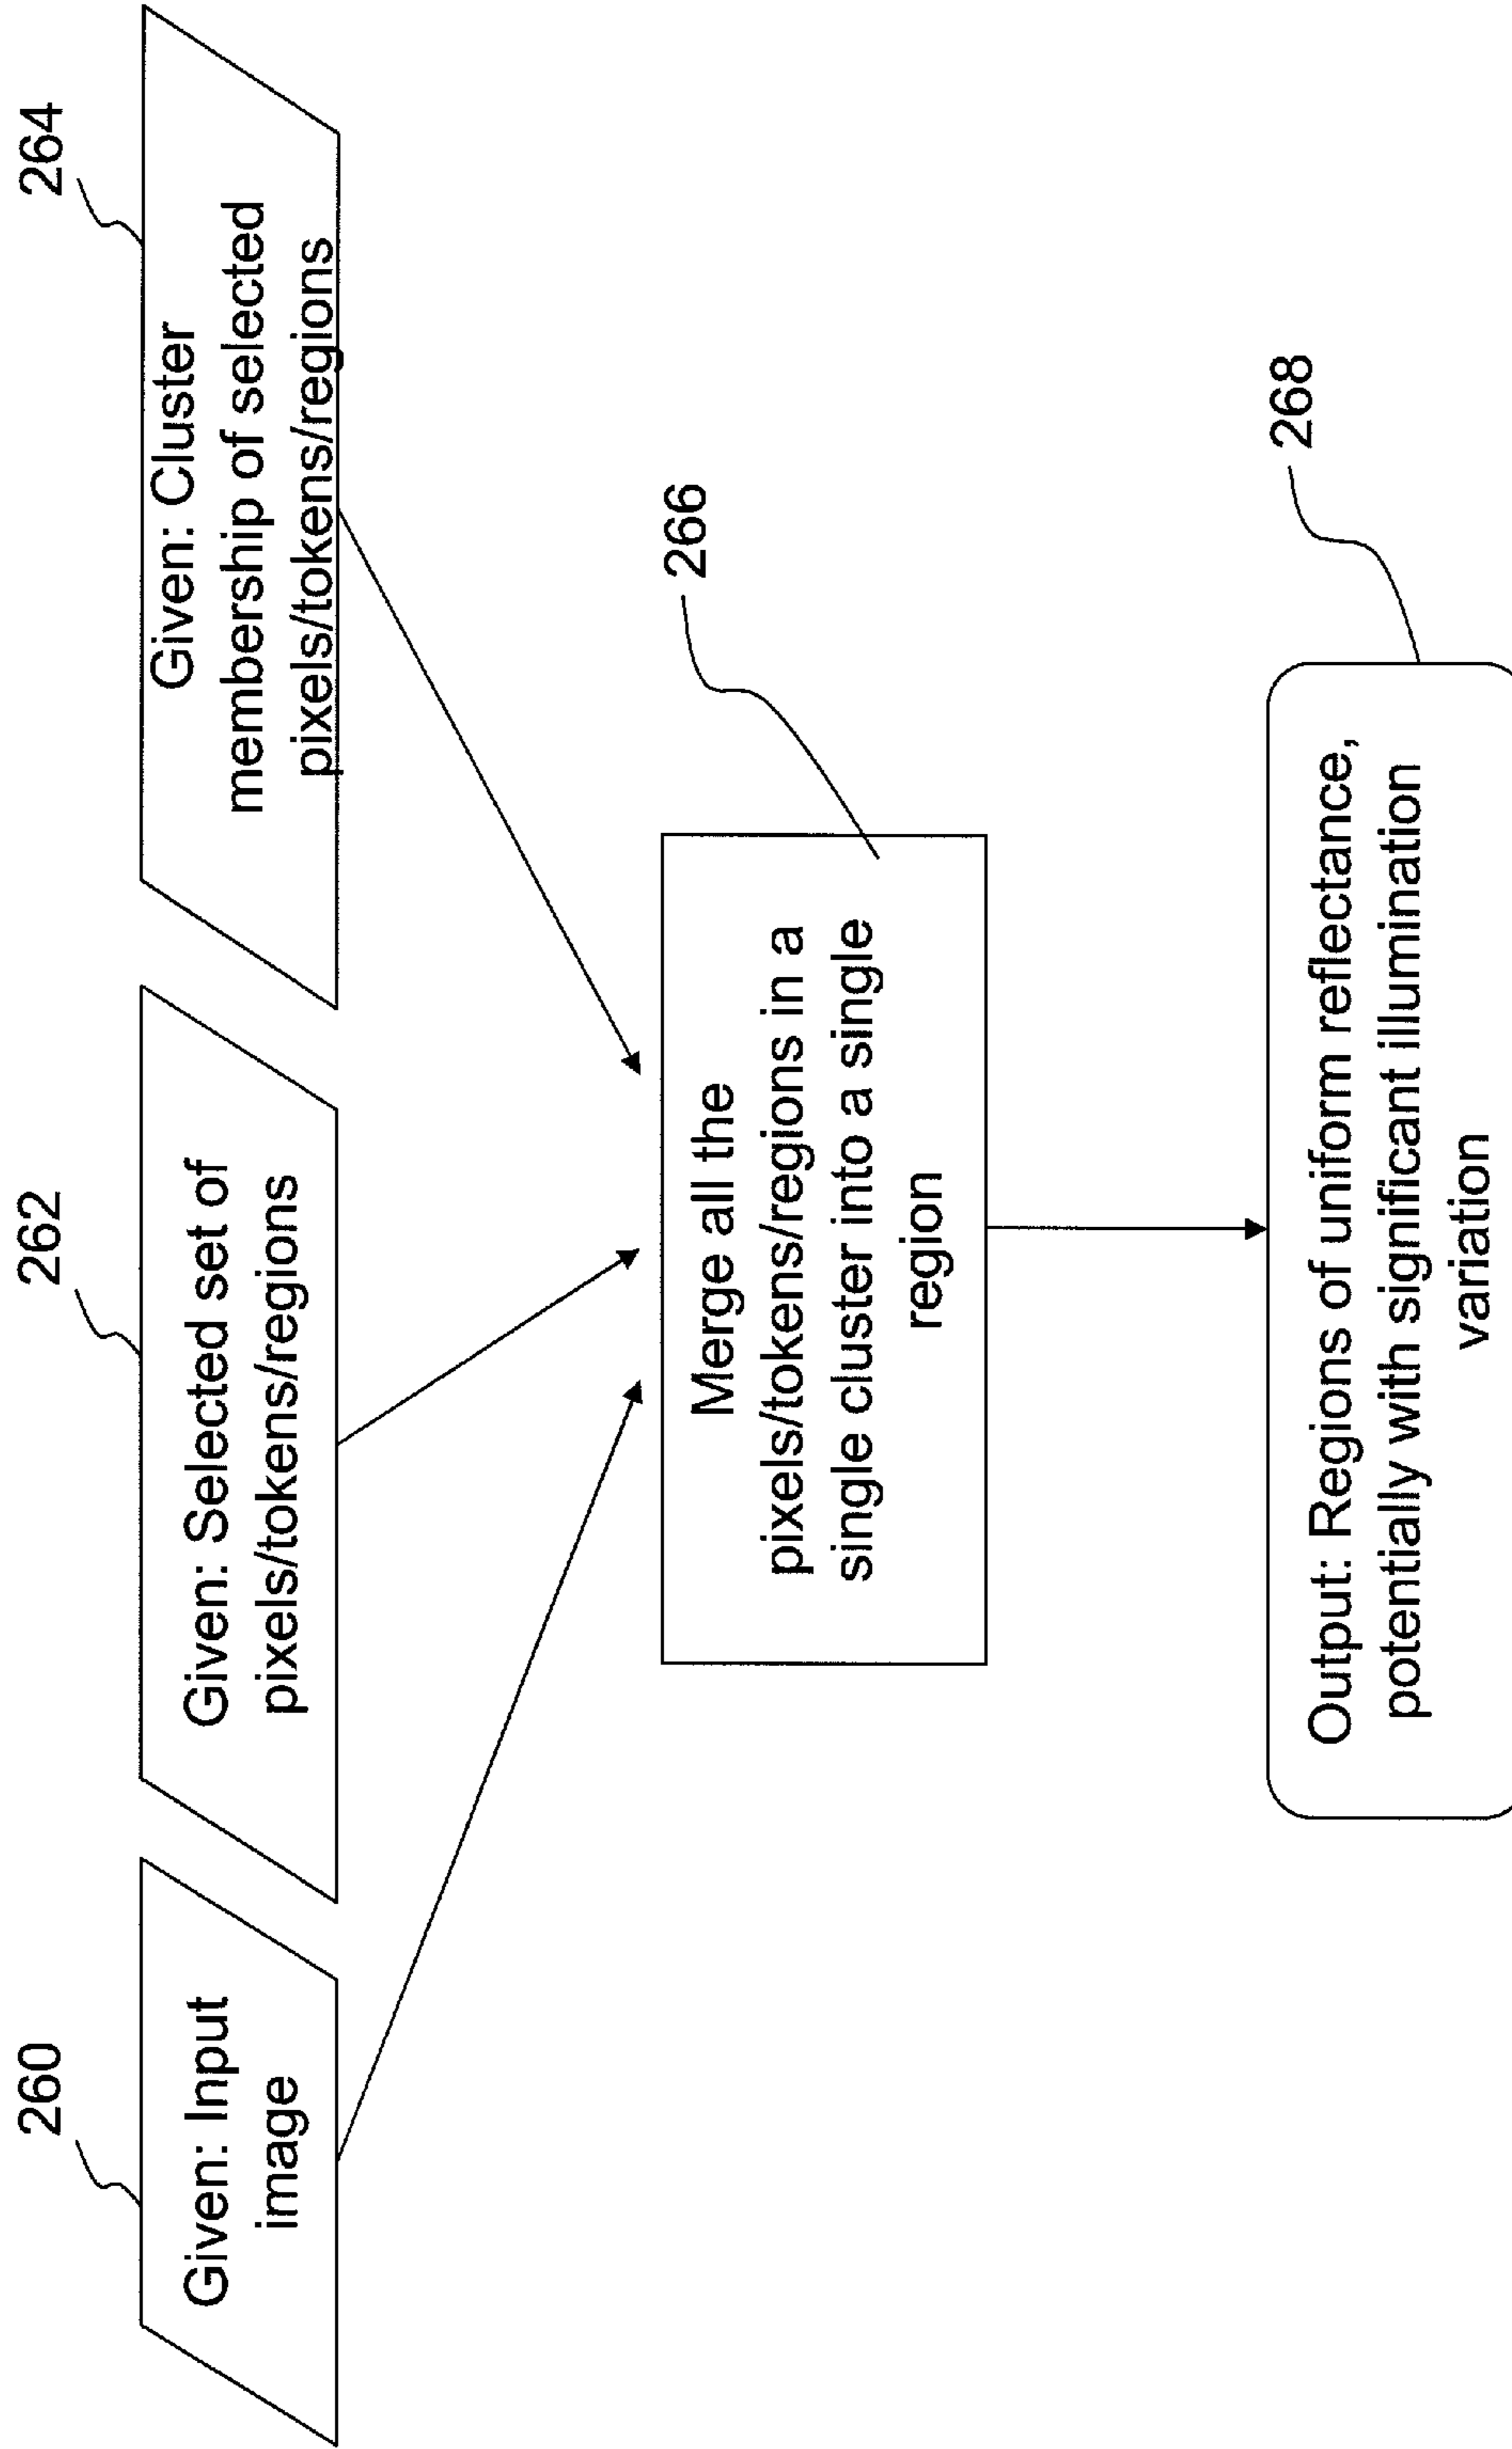 260
Given: Input
image
262
Given: Selected set of
pixels/tokens/regions
264
Given: Cluster
membership of selected
pixels/tokens/regions
266
Merge all the
pixels/tokens/regions in a
single cluster into a single
region
268
Output: Regions of uniform reflectance,
potentially with significant illumination
variation